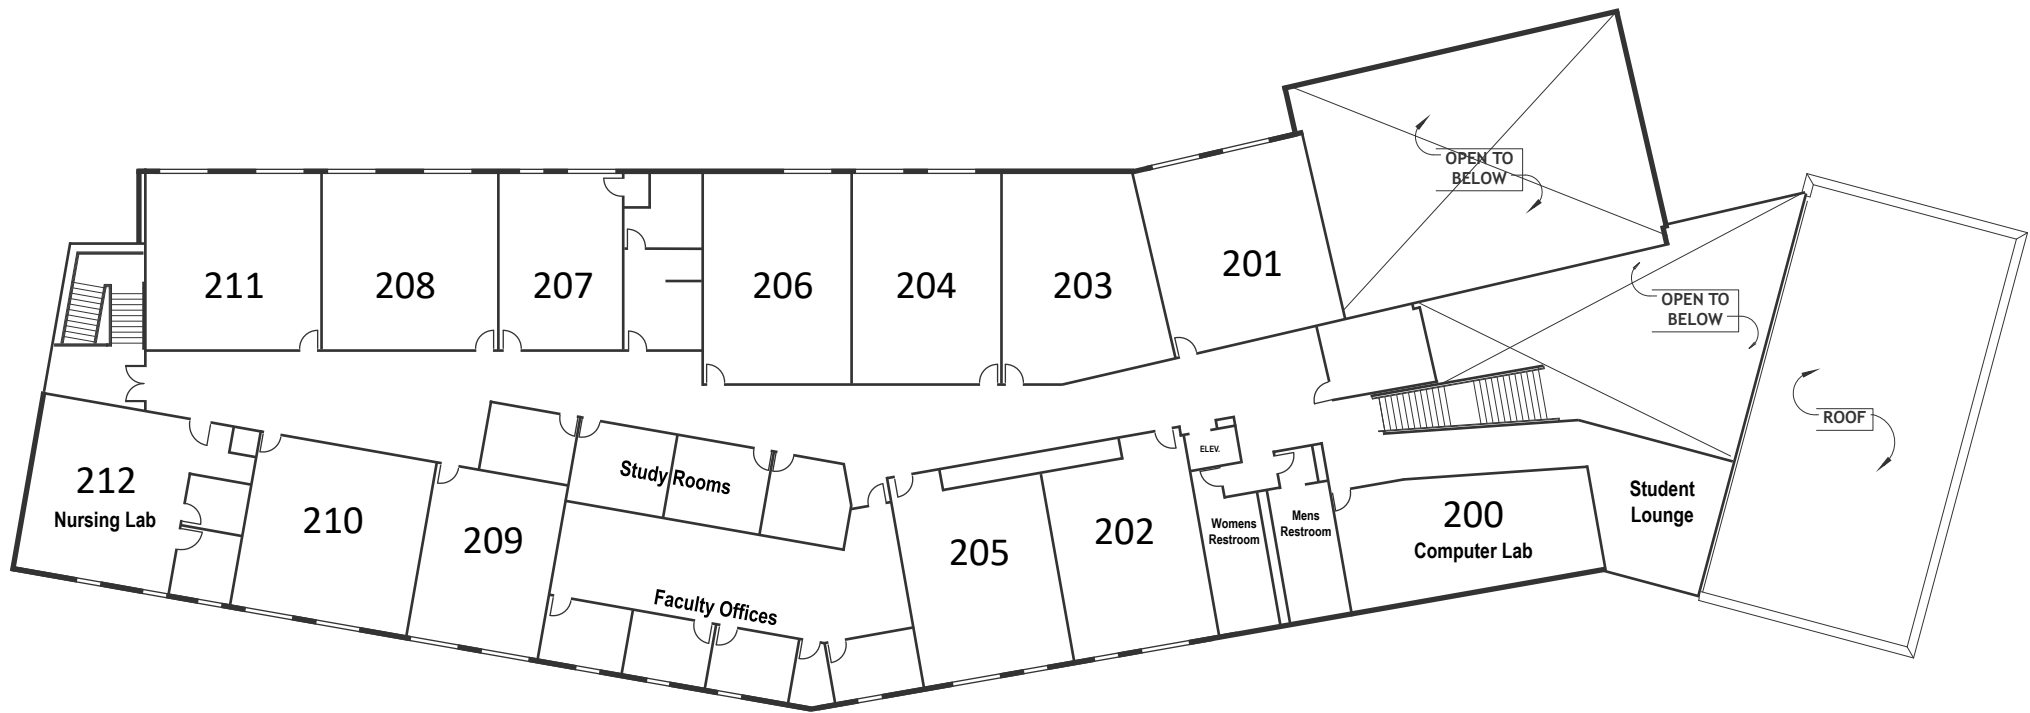 OPEN TO
BELOW
211
208
207
206
204
203
201
OPEN TO
BELOW
ROOF
212
Nursing Lab
210
209
Study Rooms
Faculty Offices
205
202
ELEV.
Womens
Restroom
Mens
Restroom
200
Computer Lab
Student
Lounge